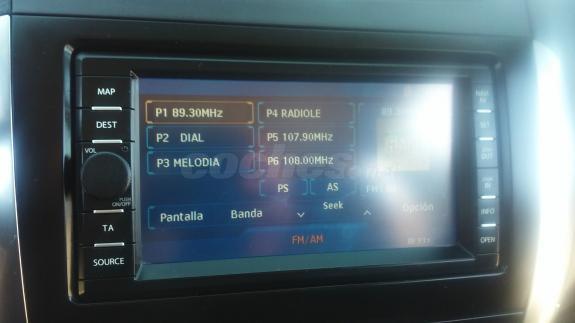 MAP
DEST
VOL
PUSH
ON/OFF
TA
SOURCE
P1 89.30MHz
P4 RADIOLE
P2 DIAL
P5 107.90MHz
P3 MELODIA
P6 108.00MHz
PS
AS
Pantalla
Banda
Seek
Opción
FM/AM
INFO
OPEN
coches